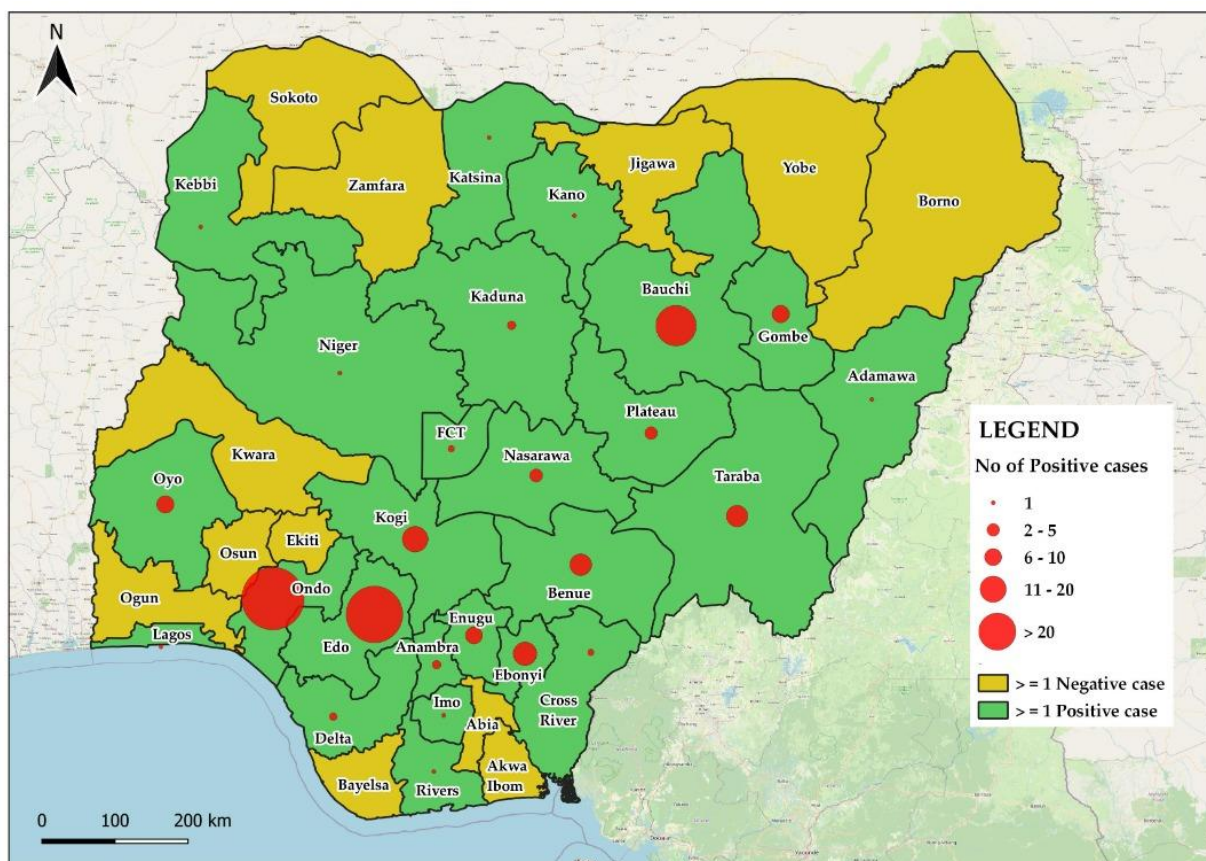 N
Sokoto
Kebbi
Zamfara
Katsina
Kano
Jigawa
Yobe
Borno
Kaduna
Bauchi
Gombe
Niger
Adamawa
Plateau
FCT
Nasarawa
Taraba
Kwara
Oyo
Kogi
Osun
Ekiti
Ogun
Ondo
Benue
Lagos
Edo
Enugu
Anambra
Ebonyi
Cross
River
Imo
Abia
Delta
Bayelsa
Rivers
Akwa
Ibom
LEGEND
No of Positive cases
1
2 - 5
6 - 10
11 - 20
> 20
> = 1 Negative case
> = 1 Positive case
0 100 200 km